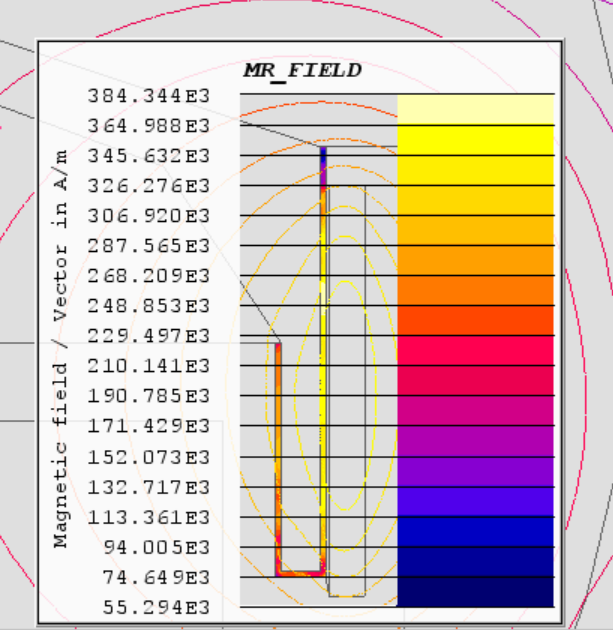 MR_FIELD
384.344E3
364.988E3
345.632E3
326.276E3
306.920E3
287.565E3
268.209E3
248.853E3
229.497E3
210.141E3
190.785E3
171.429E3
152.073E3
132.717E3
113.361E3
94.005E3
74.649E3
55.294E3
Magnetic field / Vector in A/m